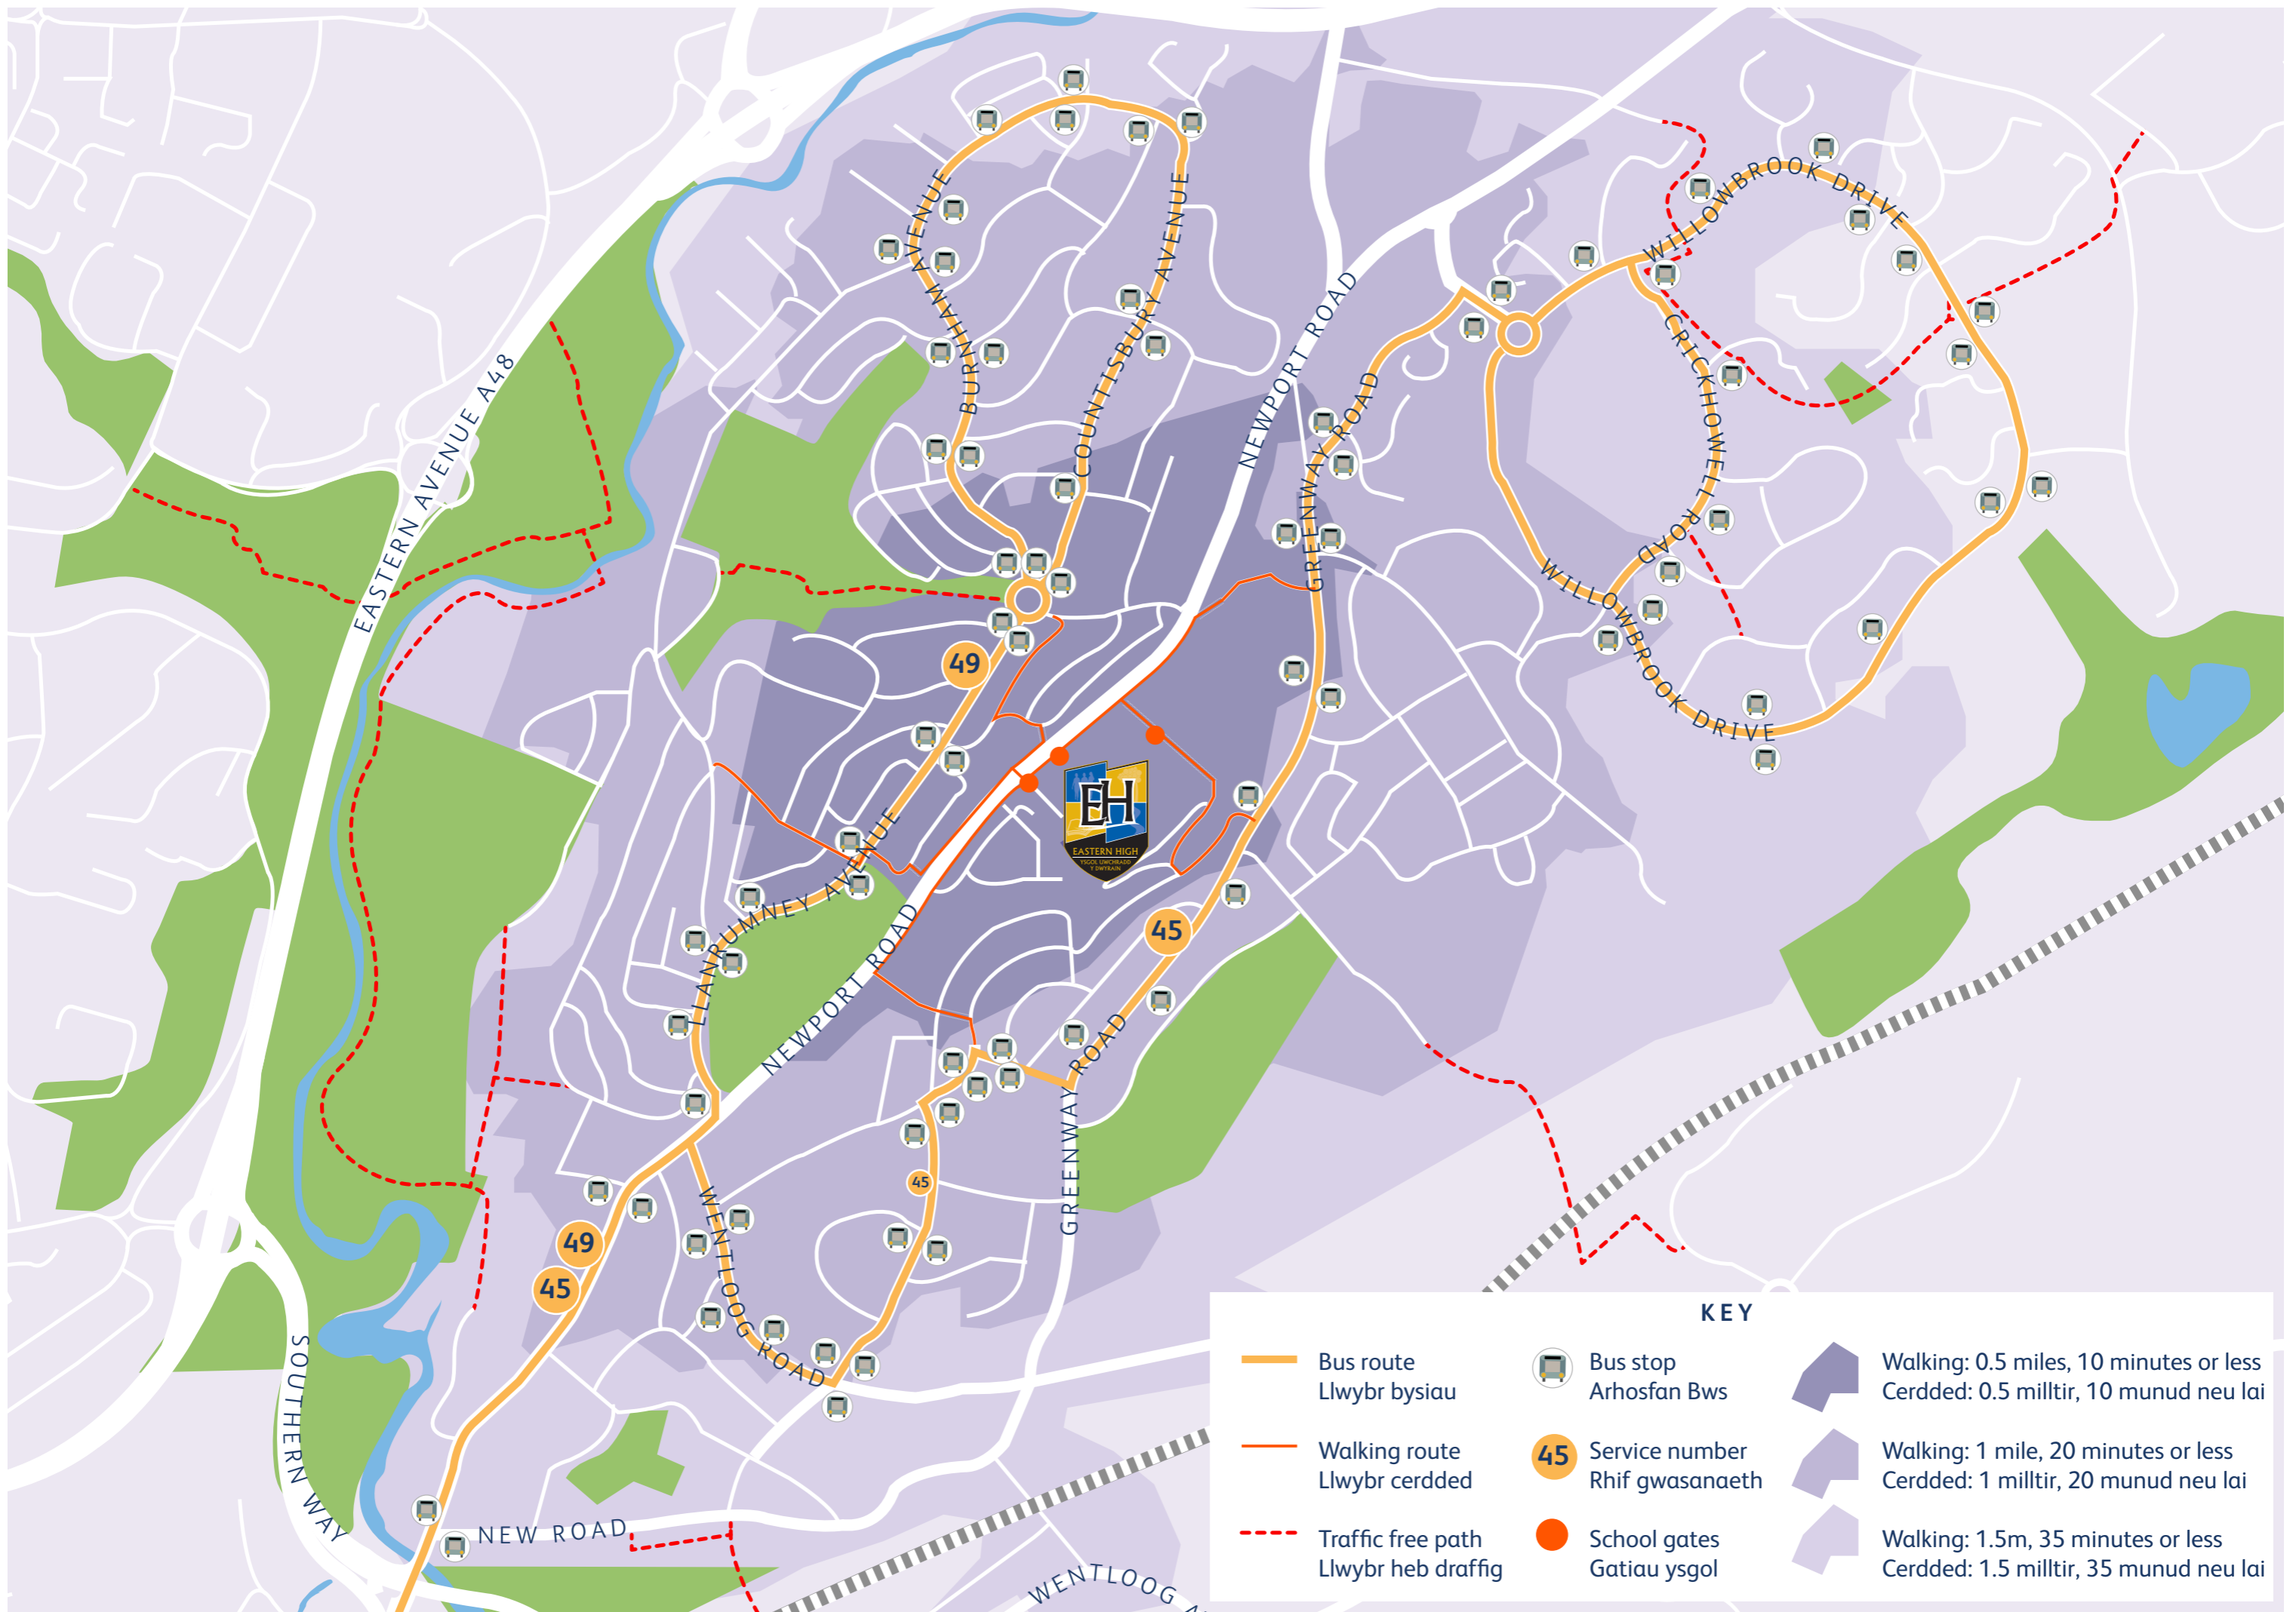 WILLOWBROOK DRIVE
BURNHAM AVENUE
COUNTISBURY AVENUE
NEWPORT ROAD
CRICKHOWELL ROAD
EASTERN AVENUE A48
GREENWAY ROAD
WILLOWBROOK DRIVE
49
EH
EASTERN HIGH
YSGOL UWCHRADD
Y DWYRAIN
LLANRUMNEY AVENUE
NEWPORT ROAD
45
GREENWAY ROAD
45
WENTLOOG ROAD
49
45
SOUTHERN WAY
NEW ROAD
WENTLOOG
KEY
Bus route
Llwybr bysiau
Walking route
Llwybr cerdded
Traffic free path
Llwybr heb draffig
Bus stop
Arhosfan Bws
45
Service number
Rhif gwasanaeth
School gates
Gatiau ysgol
Walking: 0.5 miles, 10 minutes or less
Cerdded: 0.5 milltir, 10 munud neu lai
Walking: 1 mile, 20 minutes or less
Cerdded: 1 milltir, 20 munud neu lai
Walking: 1.5m, 35 minutes or less
Cerdded: 1.5 milltir, 35 munud neu lai